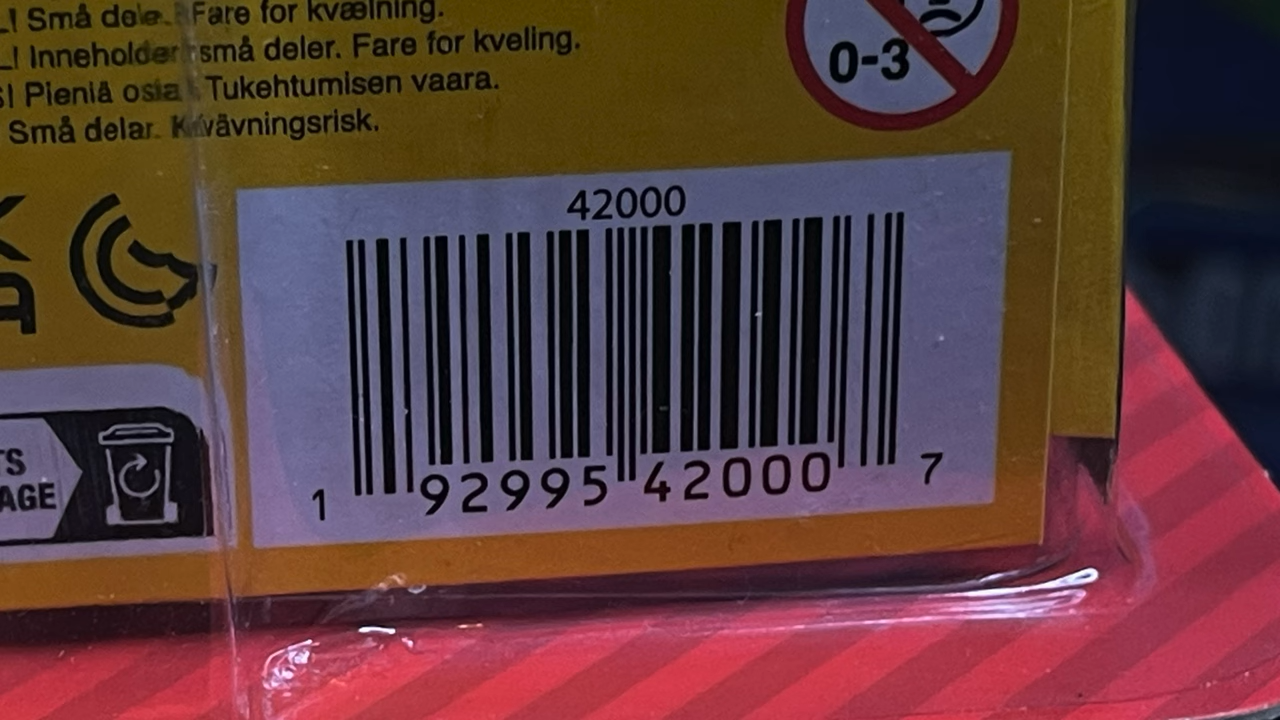 Små dele. Fare for kvælning.
! Inneholder små deler. Fare for kveling.
! Pieniä osia. Tukehtumisen vaara.
Små delar. Kvävningsrisk.
0-3
42000
1 92995 42000 7